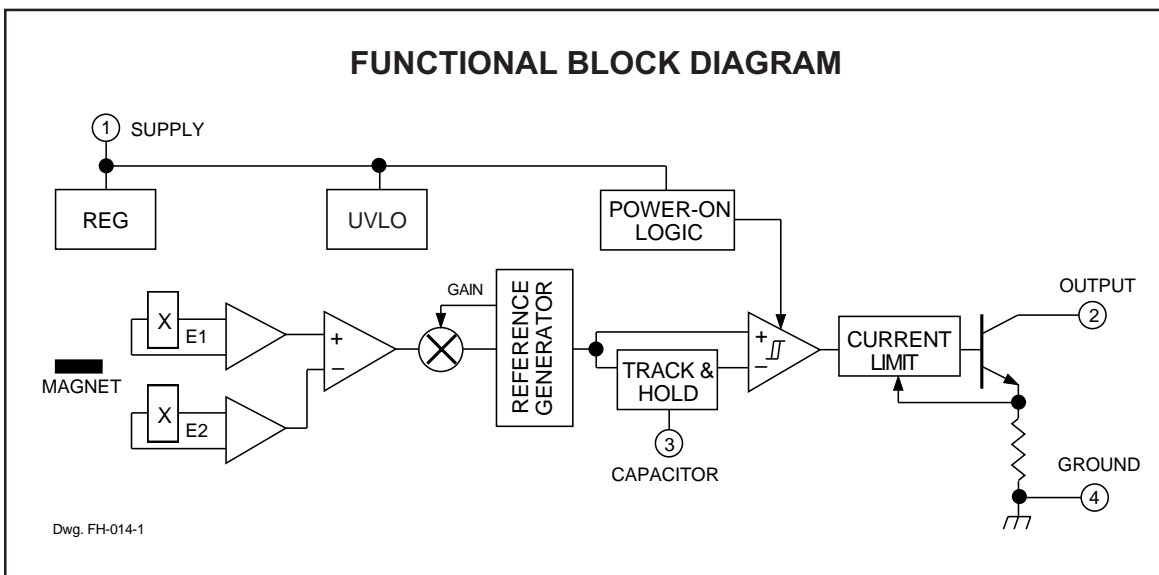 FUNCTIONAL BLOCK DIAGRAM
1 SUPPLY
REG
UVLO
POWER-ON
LOGIC
GAIN
REFERENCE
GENERATOR
OUTPUT
2
X
E1
+
−
MAGNET
X
E2
+
−
TRACK &
HOLD
CURRENT
LIMIT
3
CAPACITOR
GROUND
4
Dwg. FH-014-1